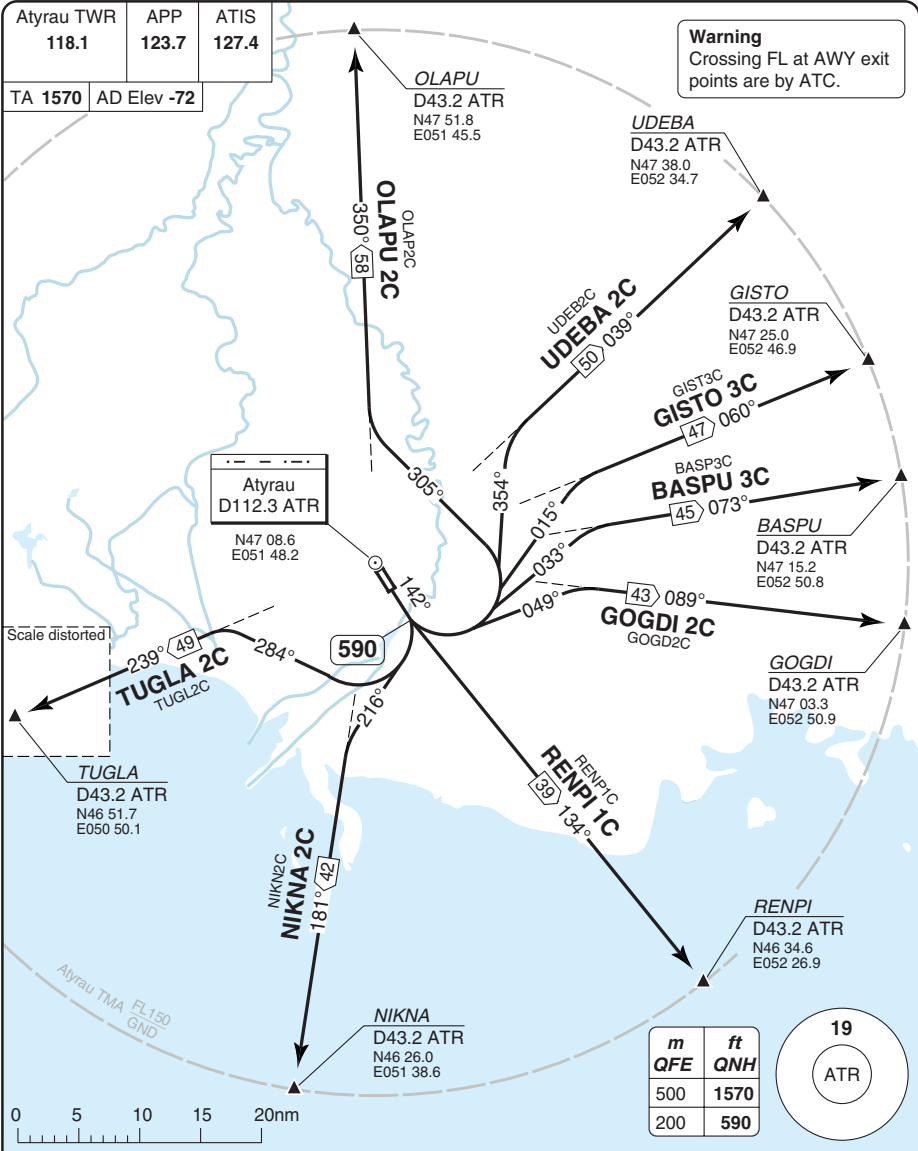 Atyrau TWR
118.1
APP
123.7
ATIS
127.4
TA 1570
AD Elev -72
Warning
Crossing FL at AWY exit
points are by ATC.
OLAPU
D43.2 ATR
N47 51.8
E051 45.5
UDEBA
D43.2 ATR
N47 38.0
E052 34.7
GISTO
D43.2 ATR
N47 25.0
E052 46.9
OLAP2C
OLAPU 2C
350° 58
UDEB2C
UDEBA 2C
50 039°
GIST3C
GISTO 3C
47 060°
BASP3C
BASPU 3C
45 073°
BASPU
D43.2 ATR
N47 15.2
E052 50.8
305°
354°
015°
033°
049°
43 089°
GOGDI 2C
GOGD2C
GOGDI
D43.2 ATR
N47 03.3
E052 50.9
Atyrau
D112.3 ATR
N47 08.6
E051 48.2
142°
590
Scale distorted
239° 49
TUGLA 2C
TUGL2C
284°
216°
TUGLA
D43.2 ATR
N46 51.7
E050 50.1
RENP1C
RENPI 1C
39 134°
NIKN2C
NIKNA 2C
181° 42
RENPI
D43.2 ATR
N46 34.6
E052 26.9
Atyrau TMA FL150
GND
NIKNA
D43.2 ATR
N46 26.0
E051 38.6
m ft
QFE QNH
500 1570
200 590
19
ATR
0 5 10 15 20nm